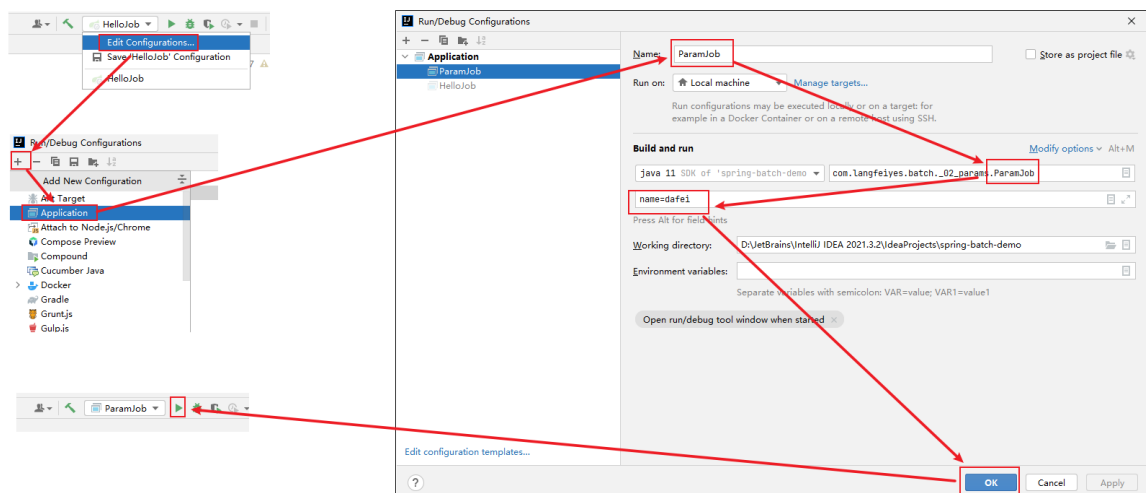 HelloJob
Edit Configurations...
Save 'HelloJob' Configuration
HelloJob
7
Run/Debug Configurations
Add New Configuration
Ant Target
Application
Attach to Node.js/Chrome
Compose Preview
Compound
Cucumber Java
Docker
Gradle
Grunt.js
Gulp.js
ParamJob
Run/Debug Configurations
Application
ParamJob
HelloJob
Edit configuration templates...
Name: ParamJob
Store as project file
Run on: Local machine
Manage targets...
Run configurations may be executed locally or on a target: for
example in a Docker Container or on a remote host using SSH.
Build and run
Modify options Alt+M
java 11 SDK of 'spring-batch-demo
com.langfeiyes.batch._02_params.ParamJob
name=dafei
Press Alt for field hints
Working directory: D:\JetBrains\IntelliJ IDEA 2021.3.2\IdeaProjects\spring-batch-demo
Environment variables:
Separate variables with semicolon: VAR=value; VAR1=value1
Open run/debug tool window when started
?
OK Cancel Apply